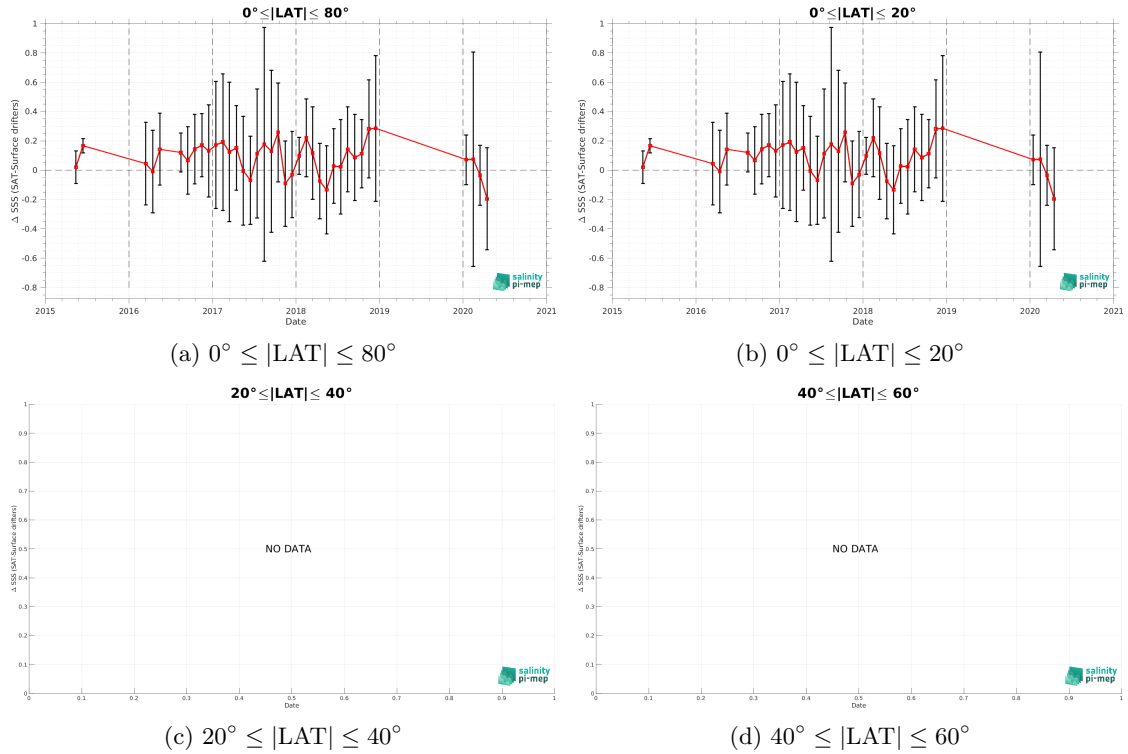 0°≤|LAT|≤ 80°
1
0.8
0.6
0.4
0.2
0
-0.2
-0.4
-0.6
-0.8
Δ SSS (SAT-Surface drifters)
2015 2016 2017 2018 2019 2020 2021
Date
salinity
pi-mep
(a) 0° ≤ |LAT| ≤ 80°
0°≤|LAT|≤ 20°
1
0.8
0.6
0.4
0.2
0
-0.2
-0.4
-0.6
-0.8
Δ SSS (SAT-Surface drifters)
2015 2016 2017 2018 2019 2020 2021
Date
salinity
pi-mep
(b) 0° ≤ |LAT| ≤ 20°
20°≤|LAT|≤ 40°
1
0.9
0.8
0.7
0.6
0.5
0.4
0.3
0.2
0.1
0
Δ SSS (SAT-Surface drifters)
NO DATA
0 0.1 0.2 0.3 0.4 0.5 0.6 0.7 0.8 0.9 1
Date
salinity
pi-mep
(c) 20° ≤ |LAT| ≤ 40°
40°≤|LAT|≤ 60°
1
0.9
0.8
0.7
0.6
0.5
0.4
0.3
0.2
0.1
0
Δ SSS (SAT-Surface drifters)
NO DATA
0 0.1 0.2 0.3 0.4 0.5 0.6 0.7 0.8 0.9 1
Date
salinity
pi-mep
(d) 40° ≤ |LAT| ≤ 60°